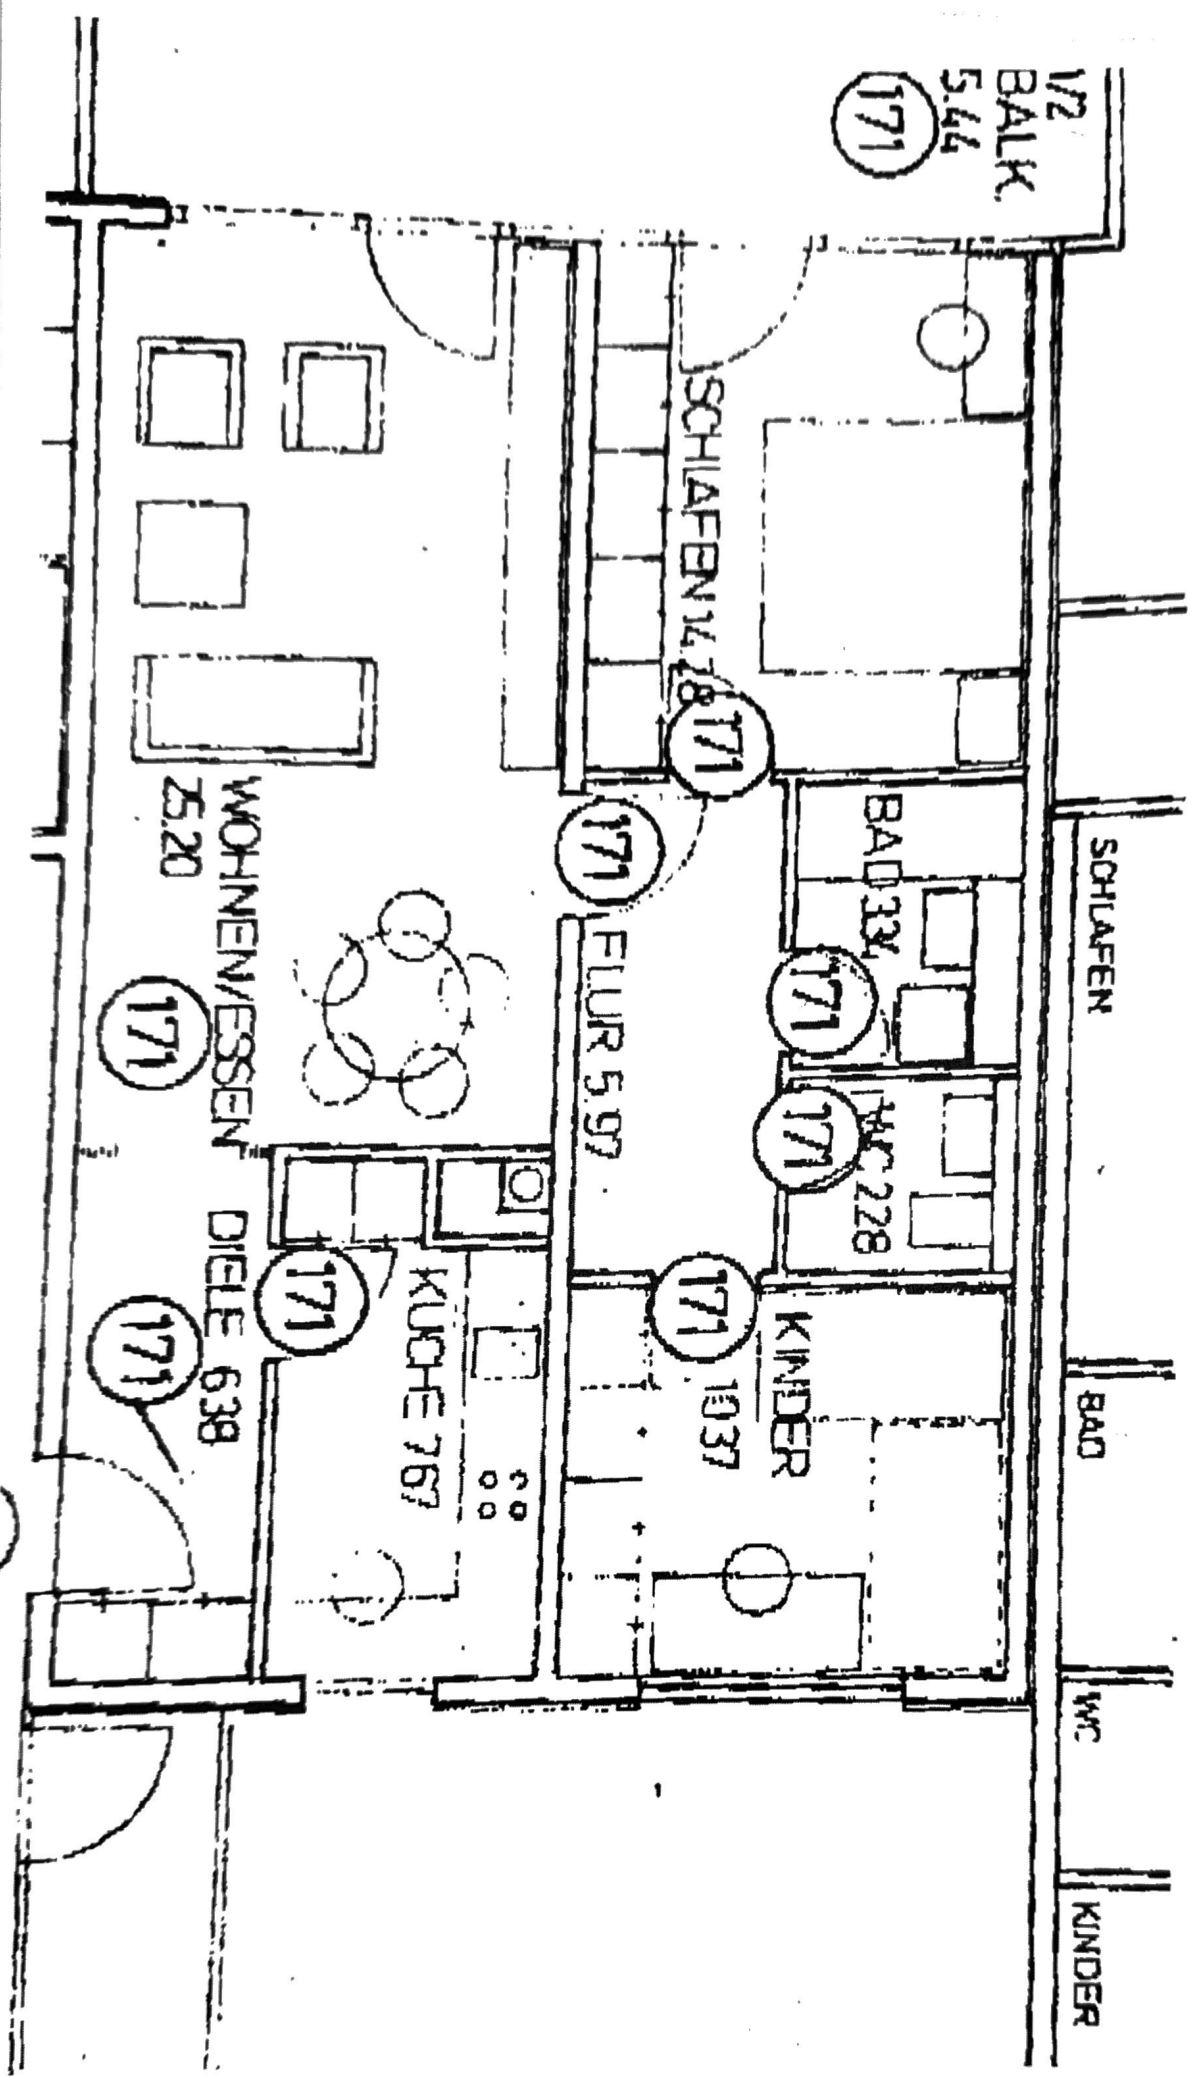 1/2
BALK.
5.44
171
SCHLAFEN 14.78
171
BAD 3.34
171
SCHLAFEN
171
WOHNEN/ESSEN
25.20
171
FLUR 5.97
171
WC 2.28
DIELE 6.38
171
171
KUCHE 7.67
171
KINDER
10.37
BAD
WC
KINDER